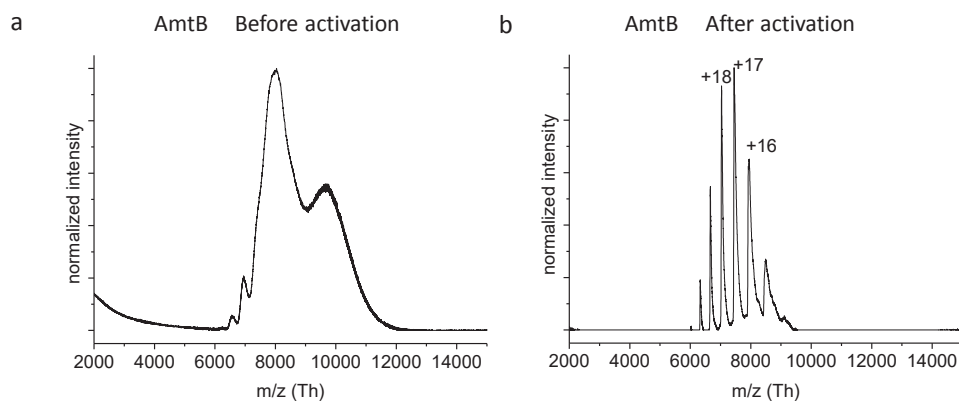 a AmtB Before activation
normalized intensity
2000 4000 6000 8000 10000 12000 14000
m/z (Th)
b AmtB After activation
normalized intensity
+18
+17
+16
2000 4000 6000 8000 10000 12000 14000
m/z (Th)